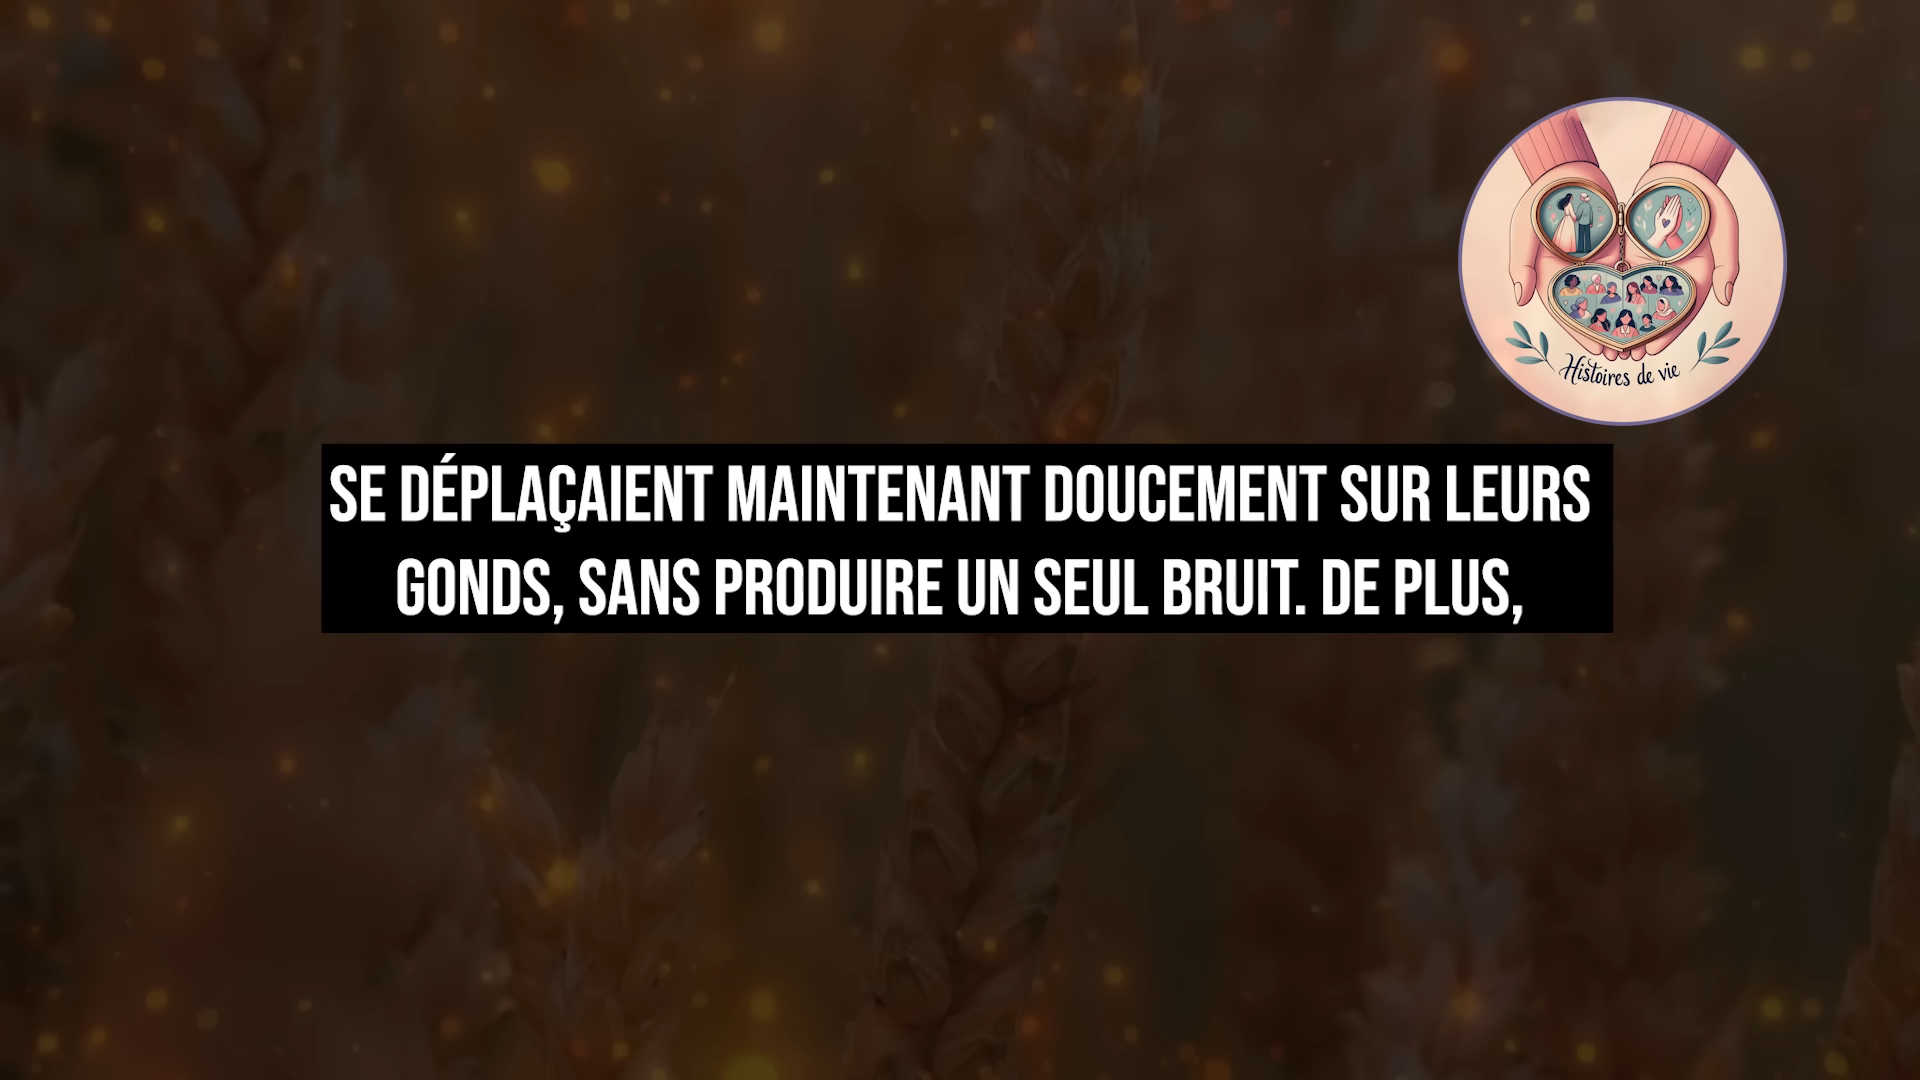 Histoires de vie
SE DÉPLAÇAIENT MAINTENANT DOUCEMENT SUR LEURS
GONDS, SANS PRODUIRE UN SEUL BRUIT. DE PLUS,